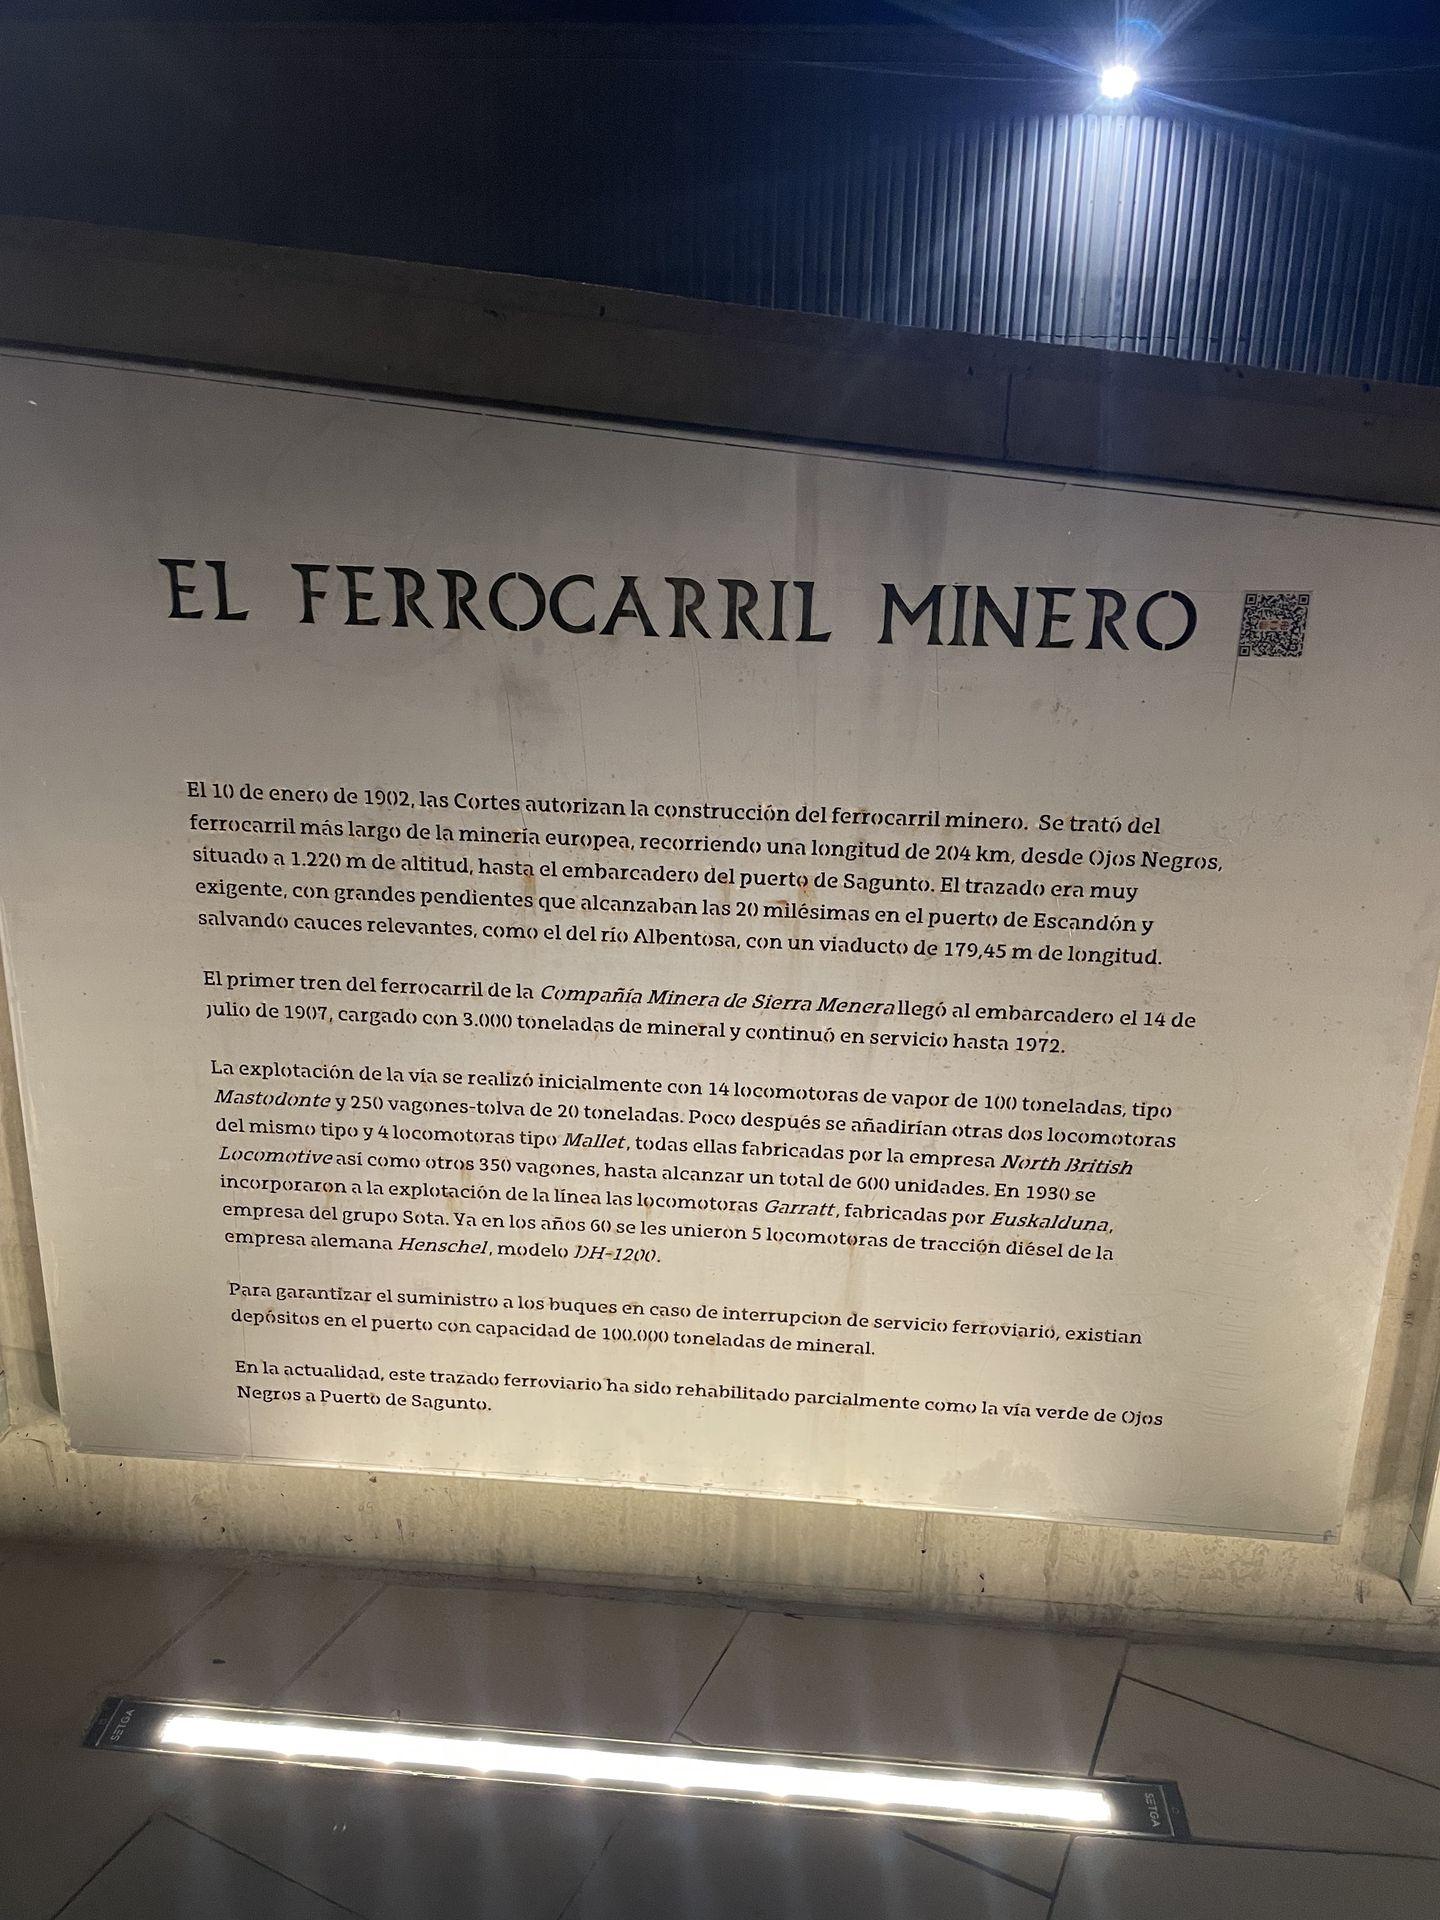 EL FERROCARRIL MINERO
El 10 de enero de 1902, las Cortes autorizan la construcción del ferrocarril minero. Se trató del
ferrocarril más largo de la minería europea, recorriendo una longitud de 204 km, desde Ojos Negros,
situado a 1.220 m de altitud, hasta el embarcadero del puerto de Sagunto. El trazado era muy
exigente, con grandes pendientes que alcanzaban las 20 milésimas en el puerto de Escandón y
salvando cauces relevantes, como el del río Albentosa, con un viaducto de 179,45 m de longitud.
El primer tren del ferrocarril de la Compañía Minera de Sierra Menera llegó al embarcadero el 14 de
julio de 1907, cargado con 3.000 toneladas de mineral y continuó en servicio hasta 1972.
La explotación de la vía se realizó inicialmente con 14 locomotoras de vapor de 100 toneladas, tipo
Mastodonte y 250 vagones-tolva de 20 toneladas. Poco después se añadirían otras dos locomotoras
del mismo tipo y 4 locomotoras tipo Mallet, todas ellas fabricadas por la empresa North British
Locomotive así como otros 350 vagones, hasta alcanzar un total de 600 unidades. En 1930 se
incorporaron a la explotación de la línea las locomotoras Garratt, fabricadas por Euskalduna,
empresa del grupo Sota. Ya en los años 60 se les unieron 5 locomotoras de tracción diésel de la
empresa alemana Henschel, modelo DH-1200.
Para garantizar el suministro a los buques en caso de interrupcion de servicio ferroviario, existian
depósitos en el puerto con capacidad de 100.000 toneladas de mineral.
En la actualidad, este trazado ferroviario ha sido rehabilitado parcialmente como la vía verde de Ojos
Negros a Puerto de Sagunto.
SETGA
SETGA